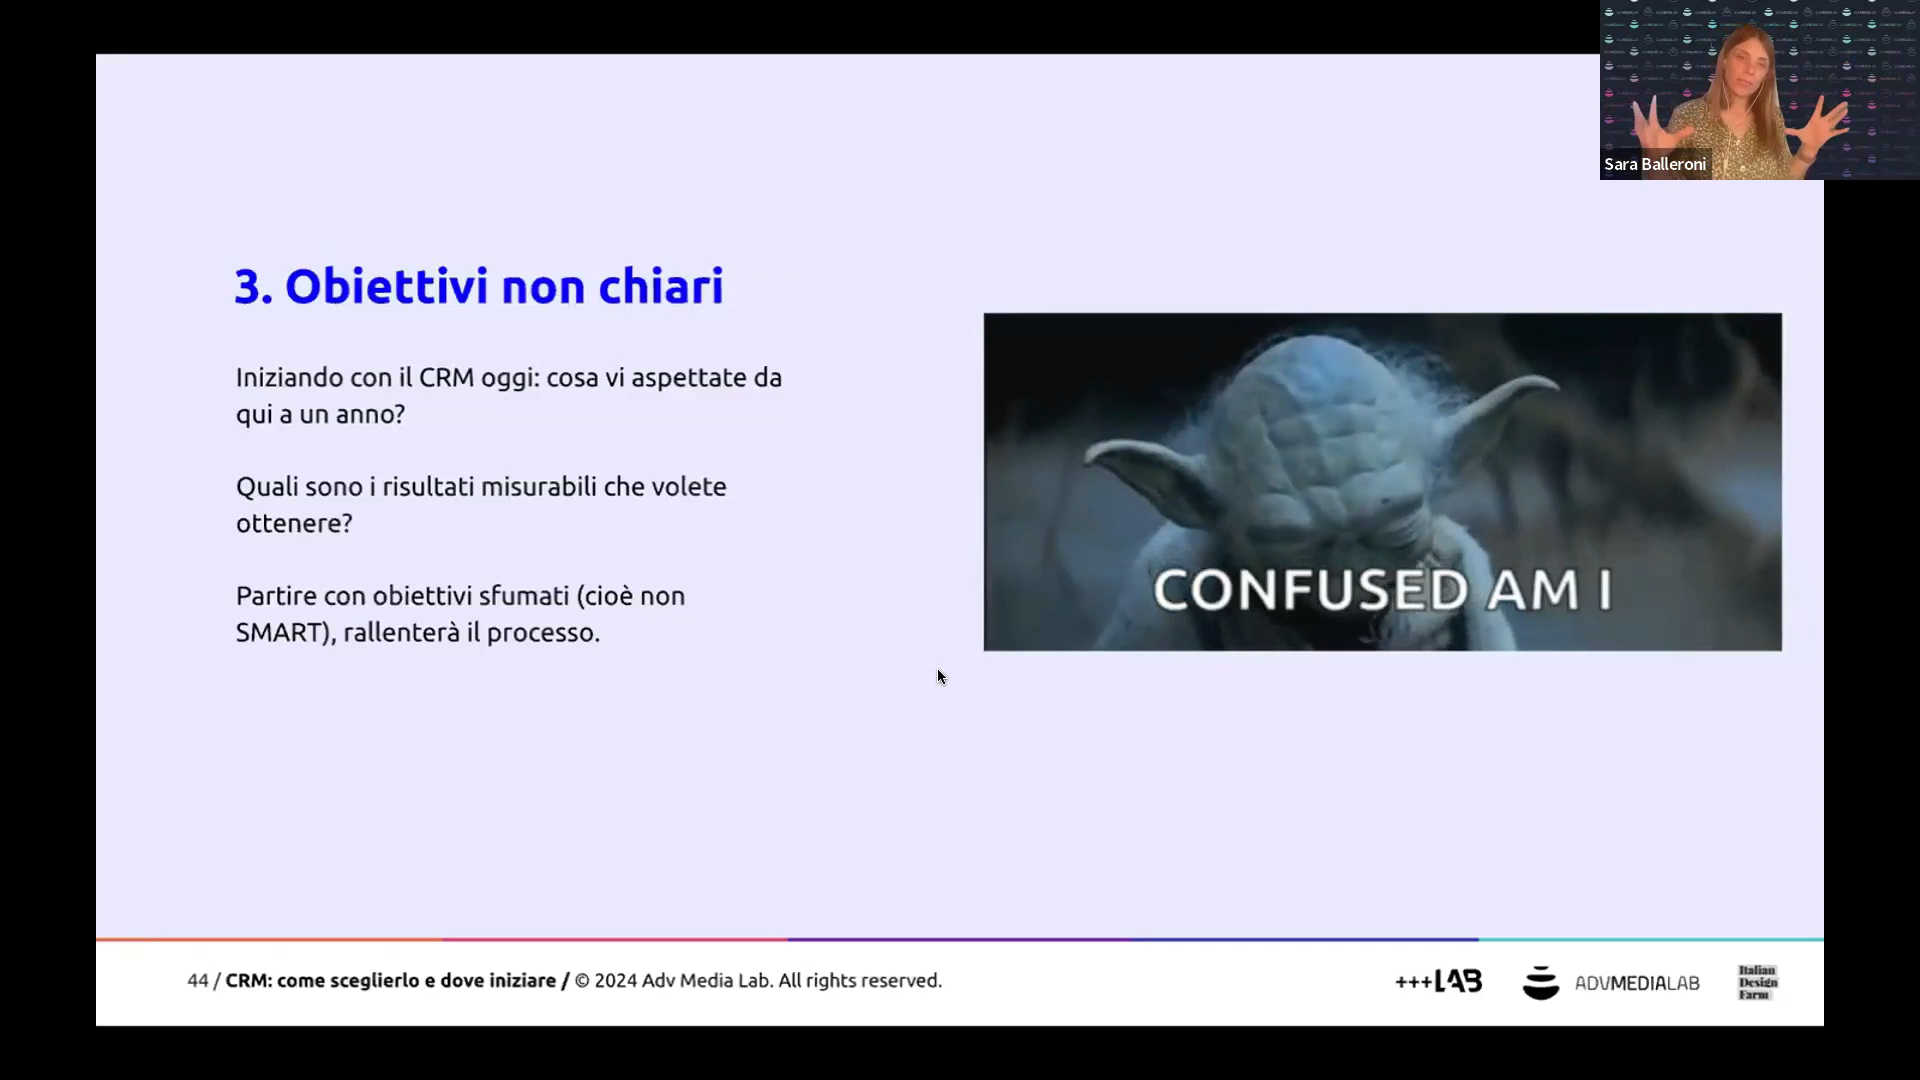 Sara Balleroni
3. Obiettivi non chiari
Iniziando con il CRM oggi: cosa vi aspettate da
qui a un anno?
Quali sono i risultati misurabili che volete
ottenere?
Partire con obiettivi sfumati (cioè non
SMART), rallenterà il processo.
CONFUSED AM I
44 / CRM: come sceglierlo e dove iniziare / © 2024 Adv Media Lab. All rights reserved.
+++LAB
ADVMEDIALAB
Italian
Design
Farm